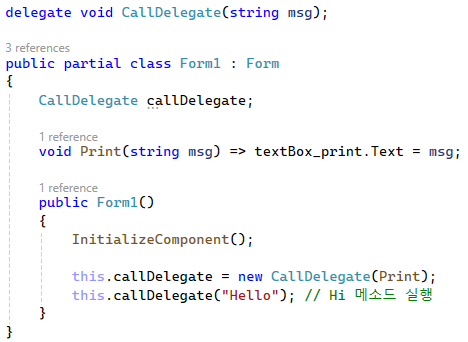 delegate void CallDelegate(string msg);
3 references
public partial class Form1 : Form
{
CallDelegate callDelegate;
1 reference
void Print(string msg) => textBox_print.Text = msg;
1 reference
public Form1()
{
InitializeComponent();
this.callDelegate = new CallDelegate(Print);
this.callDelegate("Hello"); // Hi 메소드 실행
}
}